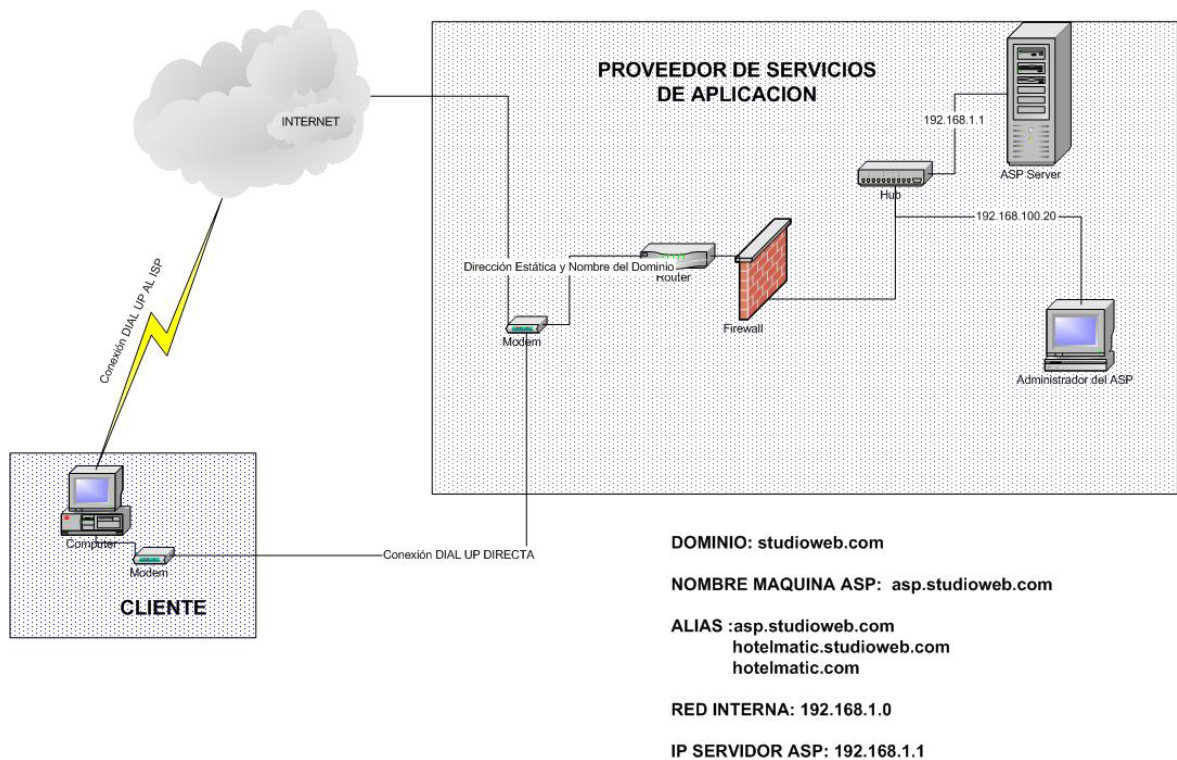 PROVEEDOR DE SERVICIOS
DE APLICACION
INTERNET
192.168.1.1
ASP Server
Hub
192.168.100.20
Dirección Estática y Nombre del Dominio
Router
Firewall
Modem
Administrador del ASP
Conexión DIAL UP AL ISP
Computer
Modem
Conexión DIAL UP DIRECTA
CLIENTE
DOMINIO: studioweb.com
NOMBRE MAQUINA ASP: asp.studioweb.com
ALIAS :asp.studioweb.com
hotelmatic.studioweb.com
hotelmatic.com
RED INTERNA: 192.168.1.0
IP SERVIDOR ASP: 192.168.1.1